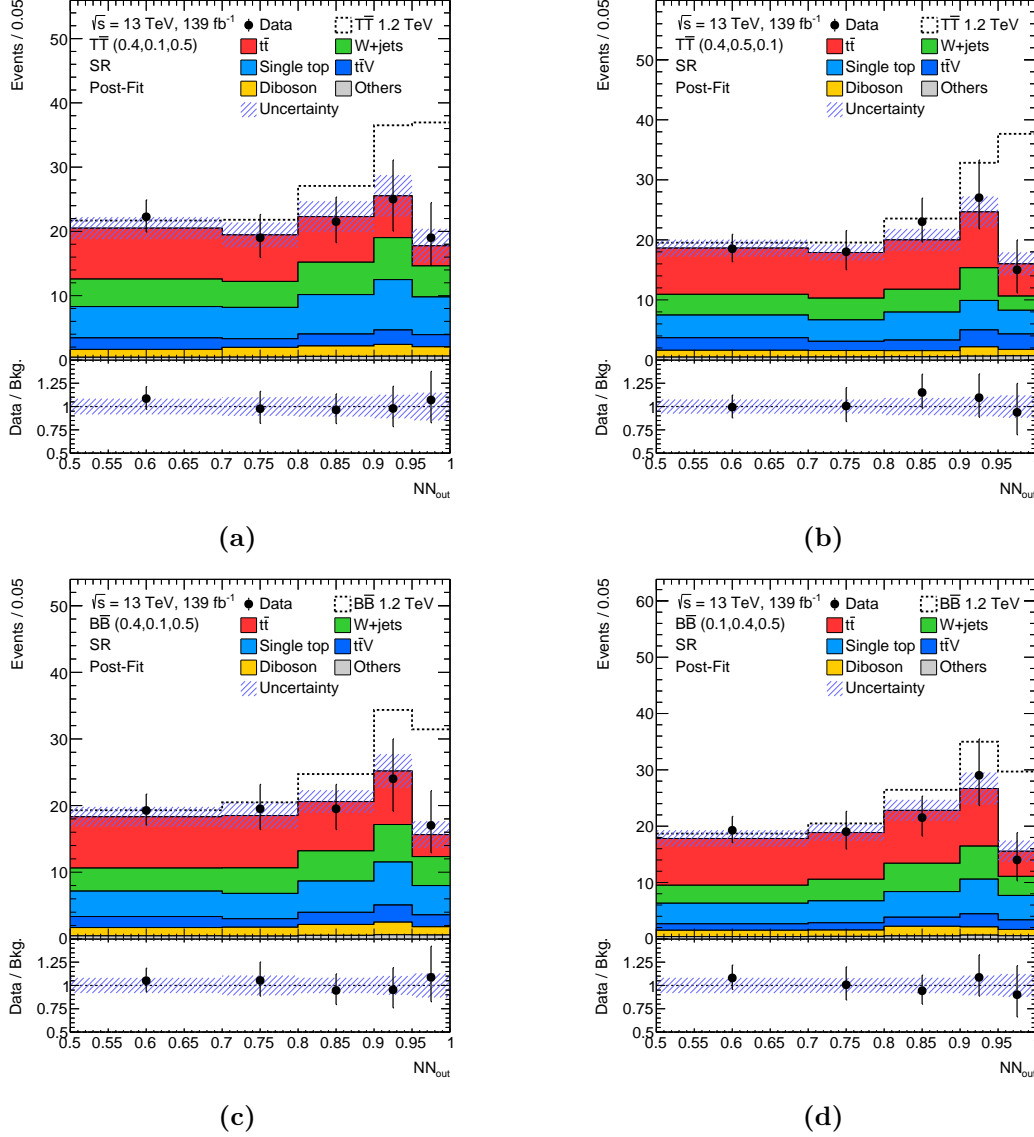 Events / 0.05
50
40
30
20
10
0
√s = 13 TeV, 139 fb-1
TT̄ (0.4,0.1,0.5)
SR
Post-Fit
Data
TT̄ 1.2 TeV
tt̄
W+jets
Single top
tt̄V
Diboson
Others
Uncertainty
Data / Bkg.
1.25
1
0.75
0.5
0.5 0.55 0.6 0.65 0.7 0.75 0.8 0.85 0.9 0.95 1
NNout
(a)
Events / 0.05
50
40
30
20
10
0
√s = 13 TeV, 139 fb-1
TT̄ (0.4,0.5,0.1)
SR
Post-Fit
Data
TT̄ 1.2 TeV
tt̄
W+jets
Single top
tt̄V
Diboson
Others
Uncertainty
Data / Bkg.
1.25
1
0.75
0.5
0.5 0.55 0.6 0.65 0.7 0.75 0.8 0.85 0.9 0.95
NNout
(b)
Events / 0.05
50
40
30
20
10
0
√s = 13 TeV, 139 fb-1
BB̄ (0.4,0.1,0.5)
SR
Post-Fit
Data
BB̄ 1.2 TeV
tt̄
W+jets
Single top
tt̄V
Diboson
Others
Uncertainty
Data / Bkg.
1.25
1
0.75
0.5
0.5 0.55 0.6 0.65 0.7 0.75 0.8 0.85 0.9 0.95 1
NNout
(c)
Events / 0.05
60
50
40
30
20
10
0
√s = 13 TeV, 139 fb-1
BB̄ (0.1,0.4,0.5)
SR
Post-Fit
Data
BB̄ 1.2 TeV
tt̄
W+jets
Single top
tt̄V
Diboson
Others
Uncertainty
Data / Bkg.
1.25
1
0.75
0.5
0.5 0.55 0.6 0.65 0.7 0.75 0.8 0.85 0.9 0.95
NNout
(d)